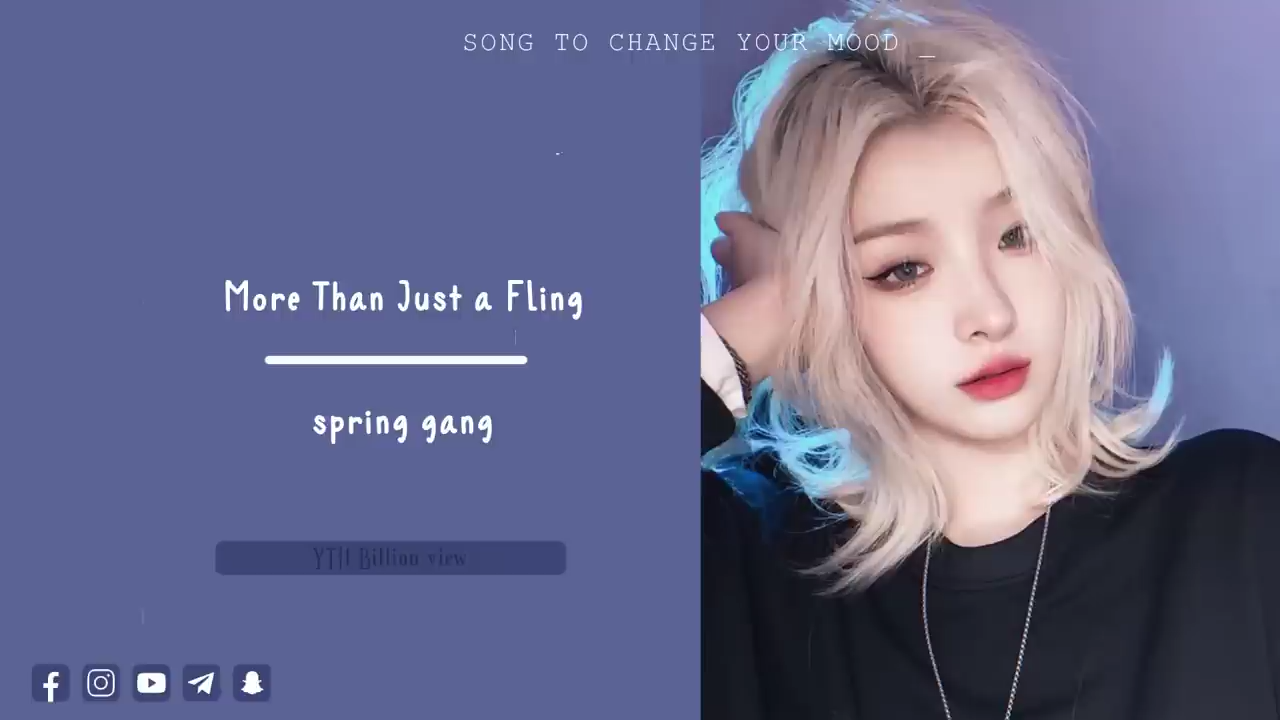 SONG TO CHANGE YOUR MOOD _
More Than Just a Fling
spring gang
YTH Billion view